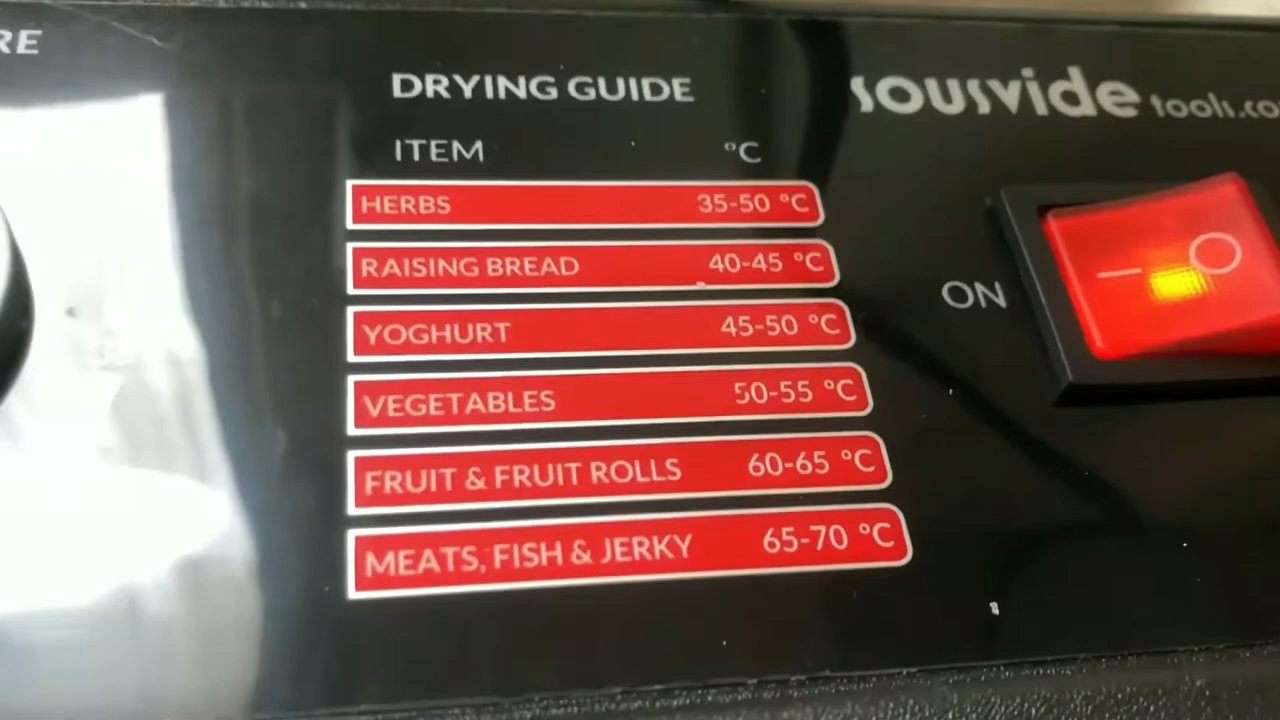 DRYING GUIDE
sousvide tools.co
ITEM °C
HERBS 35-50 °C
RAISING BREAD 40-45 °C
YOGHURT 45-50 °C
VEGETABLES 50-55 °C
FRUIT & FRUIT ROLLS 60-65 °C
MEATS, FISH & JERKY 65-70 °C
ON